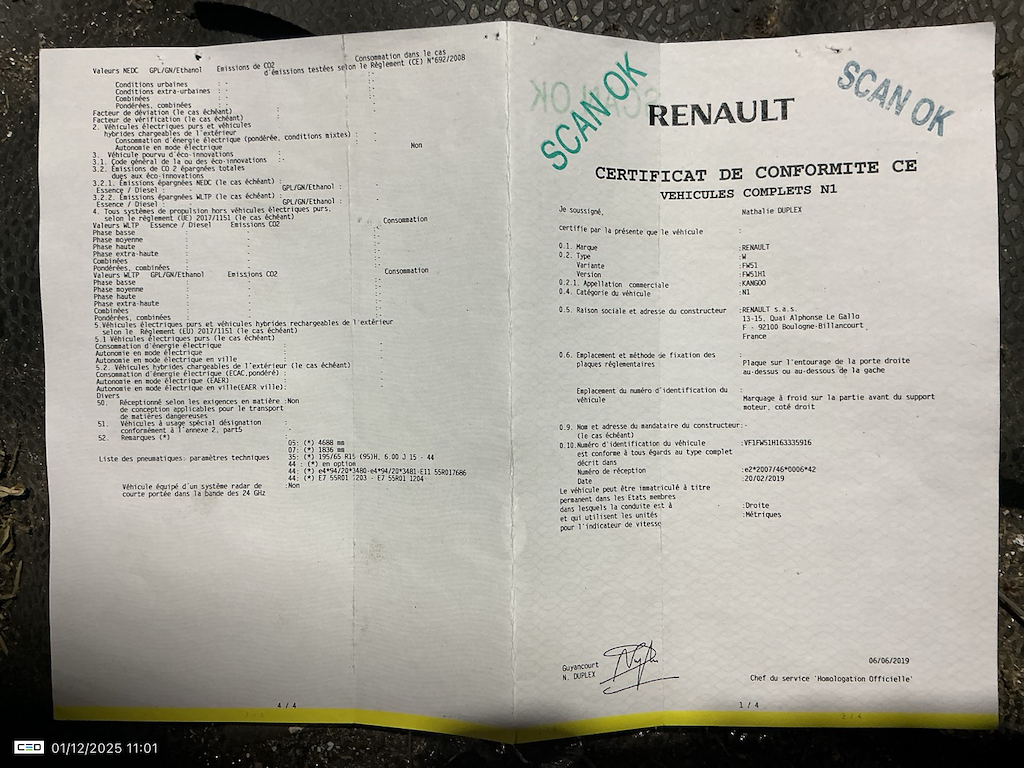 Valeurs NEDC GPL/GN/Ethanol Emissions de CO2 Consommation dans le cas
d'émissions testées selon le Règlement (CE) N°692/2008
Conditions urbaines : - :
Conditions extra-urbaines : - :
Combinées : - :
Pondérées, combinées : - :
Facteur de déviation (le cas échéant) :
Facteur de vérification (le cas échéant) :
2. Véhicules électriques purs et véhicules
hybrides chargeables de l'extérieur
Consommation d'énergie électrique (pondérée, conditions mixtes) :
Autonomie en mode électrique :
3. Véhicule pourvu d'éco-innovations Non
3.1. Code général de la ou des éco-innovations :-
3.2. Emissions de CO 2 épargnées totales
dues aux éco-innovations
3.2.1. Emissions épargnées NEDC (le cas échéant) :
Essence / Diesel : - GPL/GN/Ethanol :
3.2.2. Emissions épargnées WLTP (le cas échéant) :
Essence / Diesel : - GPL/GN/Ethanol :
4. Tous systèmes de propulsion hors véhicules électriques purs,
selon le règlement (UE) 2017/1151 (le cas échéant)
Valeurs WLTP Essence / Diesel Emissions CO2 Consommation
Phase basse : :
Phase moyenne : :
Phase haute : :
Phase extra-haute : :
Combinées : :
Pondérées, combinées : :
Valeurs WLTP GPL/GN/Ethanol Emissions CO2 Consommation
Phase basse : :
Phase moyenne : :
Phase haute : :
Phase extra-haute : :
Combinées : :
Pondérées, combinées : :
5.Véhicules électriques purs et véhicules hybrides rechargeables de l'extérieur
selon le Règlement (EU) 2017/1151 (le cas échéant)
5.1 Véhicules électriques purs (le cas échéant)
Consommation d'énergie électrique :
Autonomie en mode électrique :
Autonomie en mode électrique en ville :
5.2. Véhicules hybrides chargeables de l'extérieur (le cas échéant)
Consommation d'énergie électrique (ECAC,pondéré) :
Autonomie en mode électrique (EAER) :
Autonomie en mode électrique en ville(EAER ville):
Divers
50. Réceptionné selon les exigences en matière :Non
de conception applicables pour le transport
de matières dangereuses
51. Véhicules à usage spécial désignation :
conformément à l'annexe 2, part5 -
52. Remarques (*)
05: (*) 4688 mm
07: (*) 1836 mm
Liste des pneumatics: paramètres techniques 35: (*) 195/65 R15 (95)H, 6.00 J 15 - 44
44 : (*) en option
44: (*) e4*94/20*3480-e4*94/20*3481-E11 55R017686
44: (*) E7 55R01 1203 - E7 55R01 1204
Véhicule équipé d'un système radar de :Non
courte portée dans la bande des 24 GHz
4 / 4
SCAN OK
SCAN OK
RENAULT
CERTIFICAT DE CONFORMITE CE
VEHICULES COMPLETS N1
Je soussigné, Nathalie DUPLEX
certifie par la présente que le véhicule :
0.1. Marque :RENAULT
0.2. Type :W
Variante :FW51
Version :FW51H1
0.2.1. Appellation commerciale :KANGOO
0.4. Catégorie du véhicule :N1
0.5. Raison sociale et adresse du constructeur :RENAULT s.a.s.
13-15, Quai Alphonse Le Gallo
F - 92100 Boulogne-Billancourt
France
0.6. Emplacement et méthode de fixation des :
plaques réglementaires Plaque sur l'entourage de la porte droite
au-dessus ou au-dessous de la gache
Emplacement du numéro d'identification du :
véhicule Marquage à froid sur la partie avant du support
moteur, coté droit
0.9. Nom et adresse du mandataire du constructeur:-
(le cas échéant)
0.10.Numéro d'identification du véhicule :VF1FW51H163335916
est conforme à tous égards au type complet
décrit dans
Numéro de réception :e2*2007/46*0006*42
Date :20/02/2019
Le véhicule peut être immatriculé à titre
permanent dans les Etats membres
dans lesquels la conduite est à :Droite
et qui utilisent les unités :Métriques
pour l'indicateur de vitesse
Guyancourt 06/06/2019
N. DUPLEX Chef du service 'Homologation Officielle'
1 / 4
CEO 01/12/2025 11:01